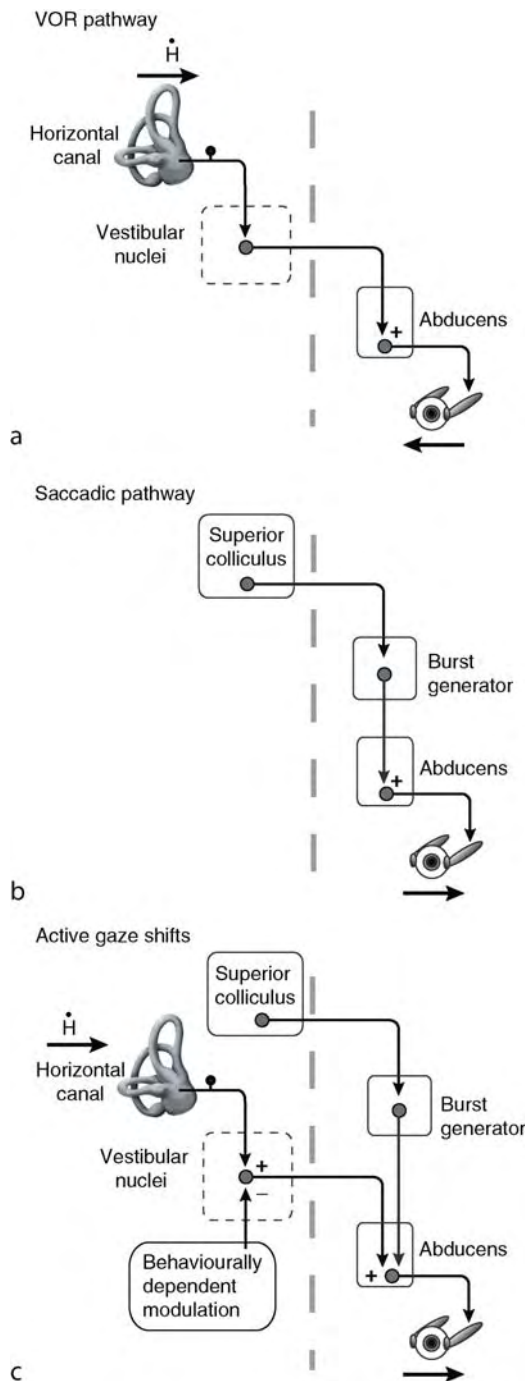 VOR pathway
Ḣ
Horizontal
canal
Vestibular
nuclei
+
Abducens
a
Saccadic pathway
Superior
colliculus
Burst
generator
+
Abducens
b
Active gaze shifts
Superior
colliculus
Ḣ
Horizontal
canal
Burst
generator
Vestibular
nuclei
+
–
Abducens
+
Behaviourally
dependent
modulation
c